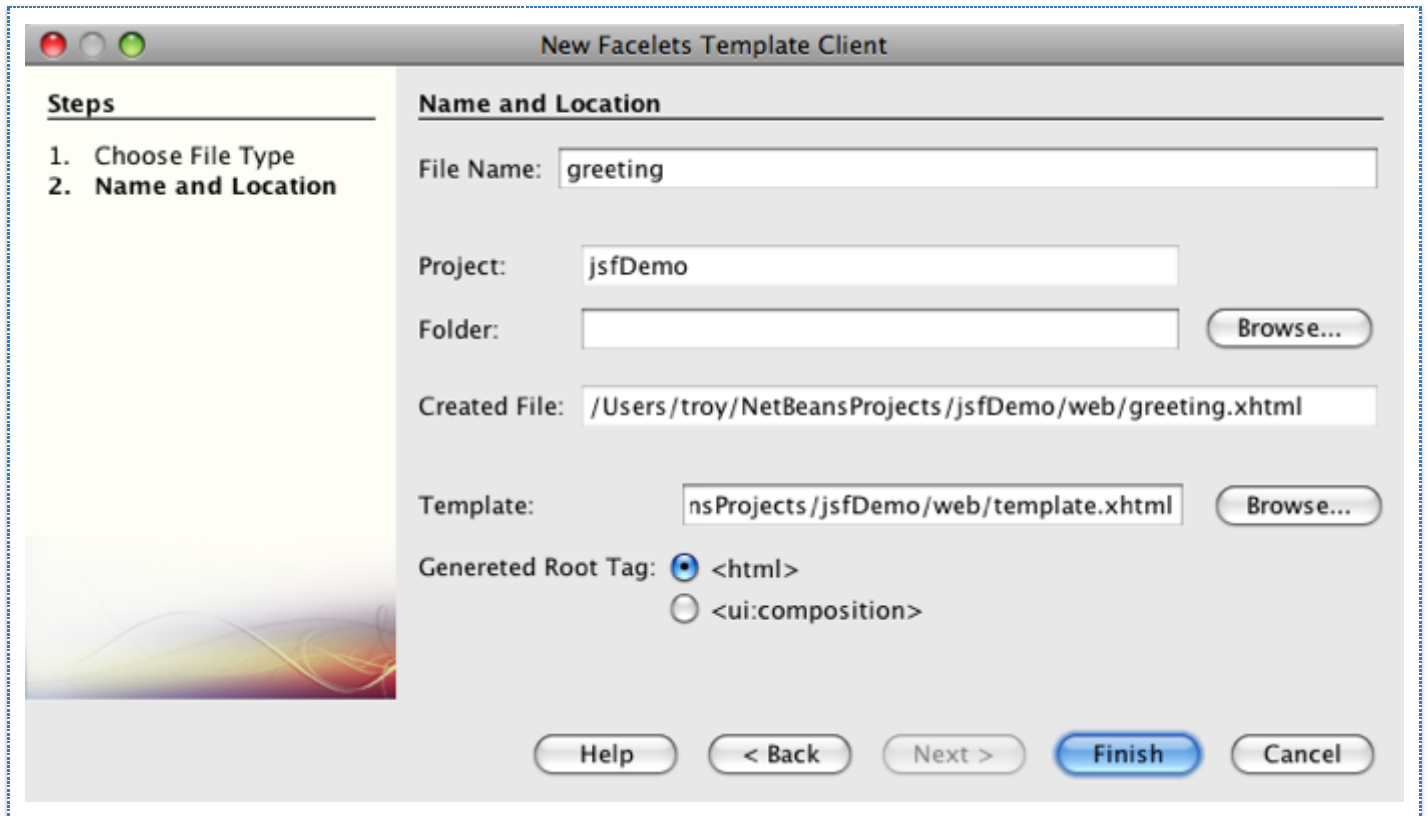 New Facelets Template Client
Steps
1. Choose File Type
2. Name and Location
Name and Location
File Name: greeting
Project: jsfDemo
Folder: Browse...
Created File: /Users/troy/NetBeansProjects/jsfDemo/web/greeting.xhtml
Template: nsProjects/jsfDemo/web/template.xhtml Browse...
Genereted Root Tag: <html>
<ui:composition>
Help < Back Next > Finish Cancel